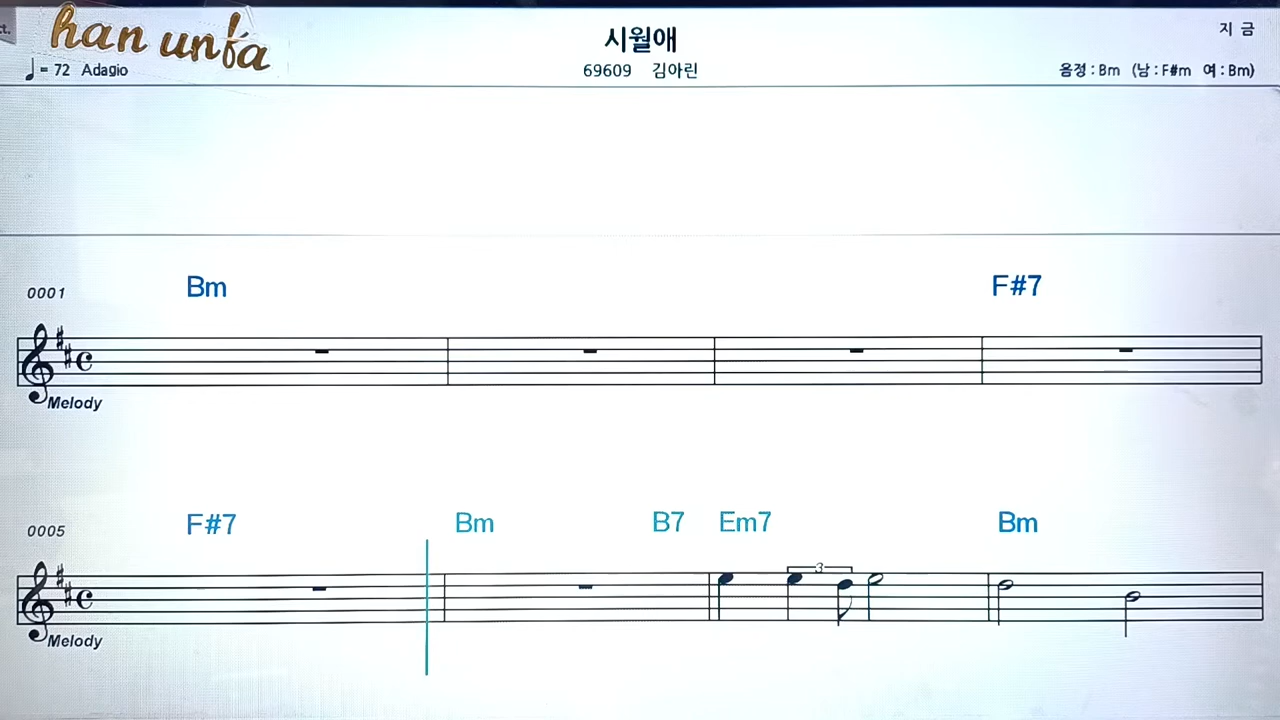 ct.
han unfa
시월애
지 금
♩= 72 Adagio
69609 김아린
음정 : Bm (남 : F#m 여 : Bm)
0001 Bm F#7
Melody
0005 F#7 Bm B7 Em7 Bm
3
Melody